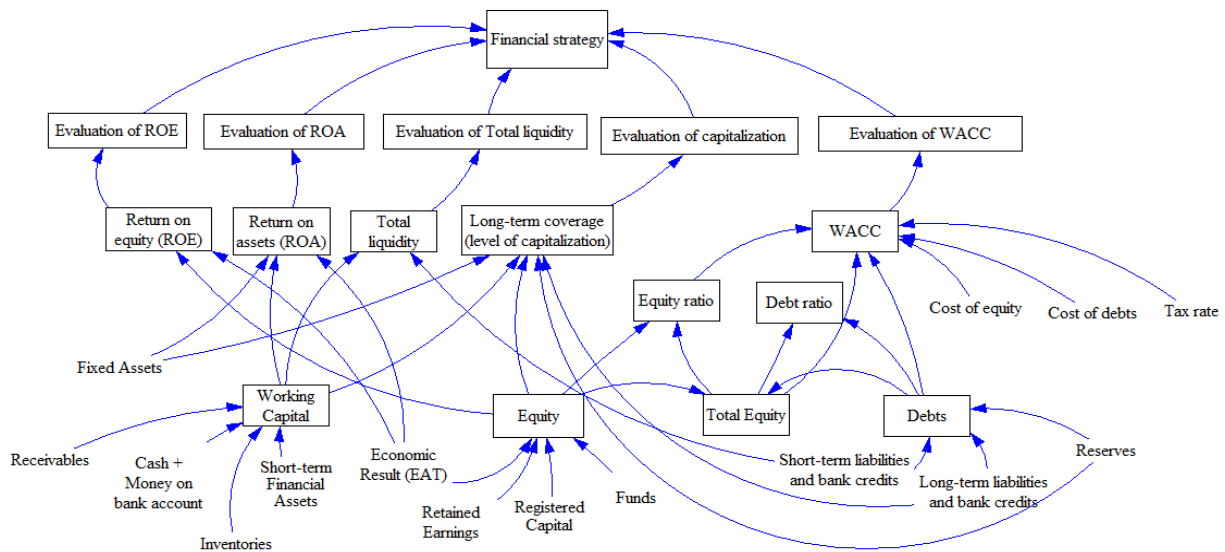 Financial strategy
Evaluation of ROE
Evaluation of ROA
Evaluation of Total liquidity
Evaluation of capitalization
Evaluation of WACC
Return on
equity (ROE)
Return on
assets (ROA)
Total
liquidity
Long-term coverage
(level of capitalization)
WACC
Equity ratio
Debt ratio
Cost of equity
Cost of debts
Tax rate
Fixed Assets
Working
Capital
Equity
Total Equity
Debts
Receivables
Cash +
Money on
bank account
Inventories
Short-term
Financial
Assets
Economic
Result (EAT)
Retained
Earnings
Registered
Capital
Funds
Short-term liabilities
and bank credits
Long-term liabilities
and bank credits
Reserves